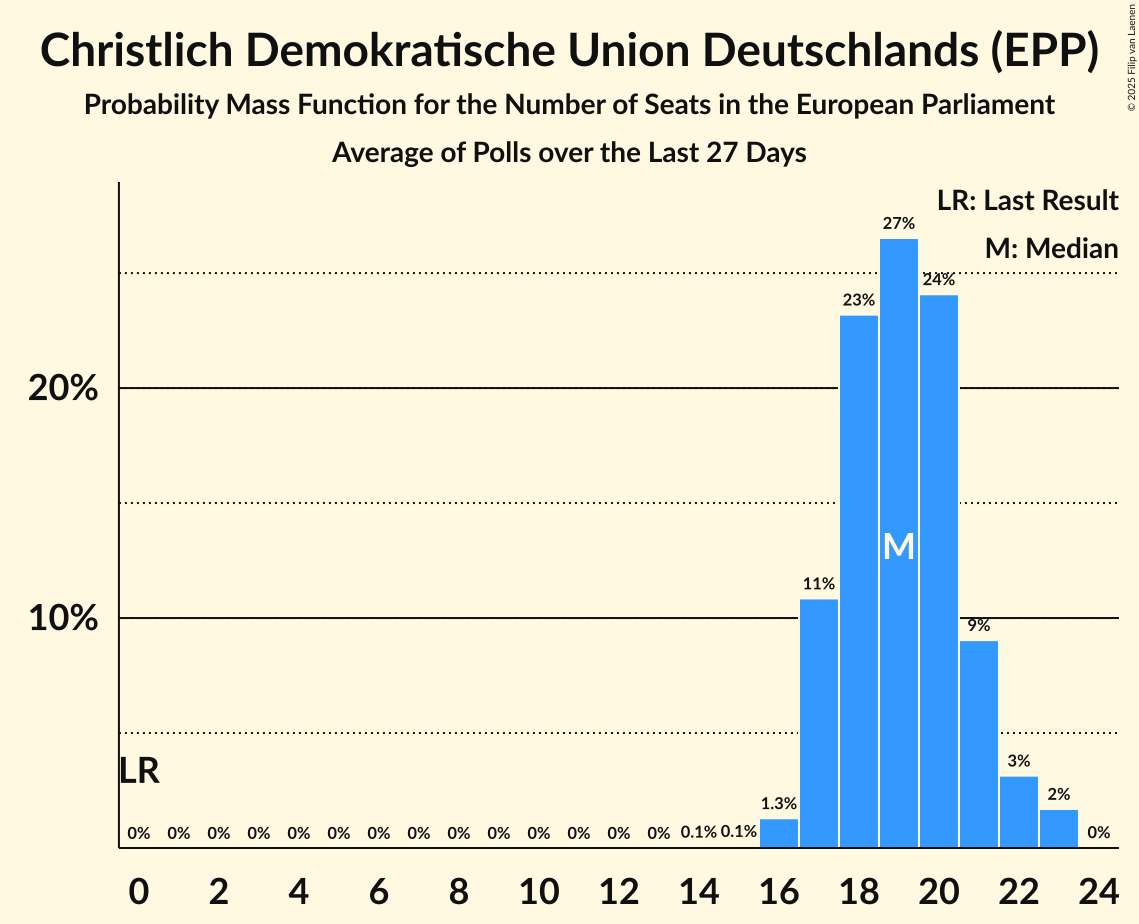 Christlich Demokratische Union Deutschlands (EPP)
Probability Mass Function for the Number of Seats in the European Parliament
Average of Polls over the Last 27 Days
© 2025 Filip van Laenen
LR: Last Result
M: Median
27%
24%
23%
20%
M
11%
10%
9%
LR
3%
2%
1.3%
0% 0% 0% 0% 0% 0% 0% 0% 0% 0% 0% 0% 0% 0% 0.1% 0.1% 0%
0 2 4 6 8 10 12 14 16 18 20 22 24